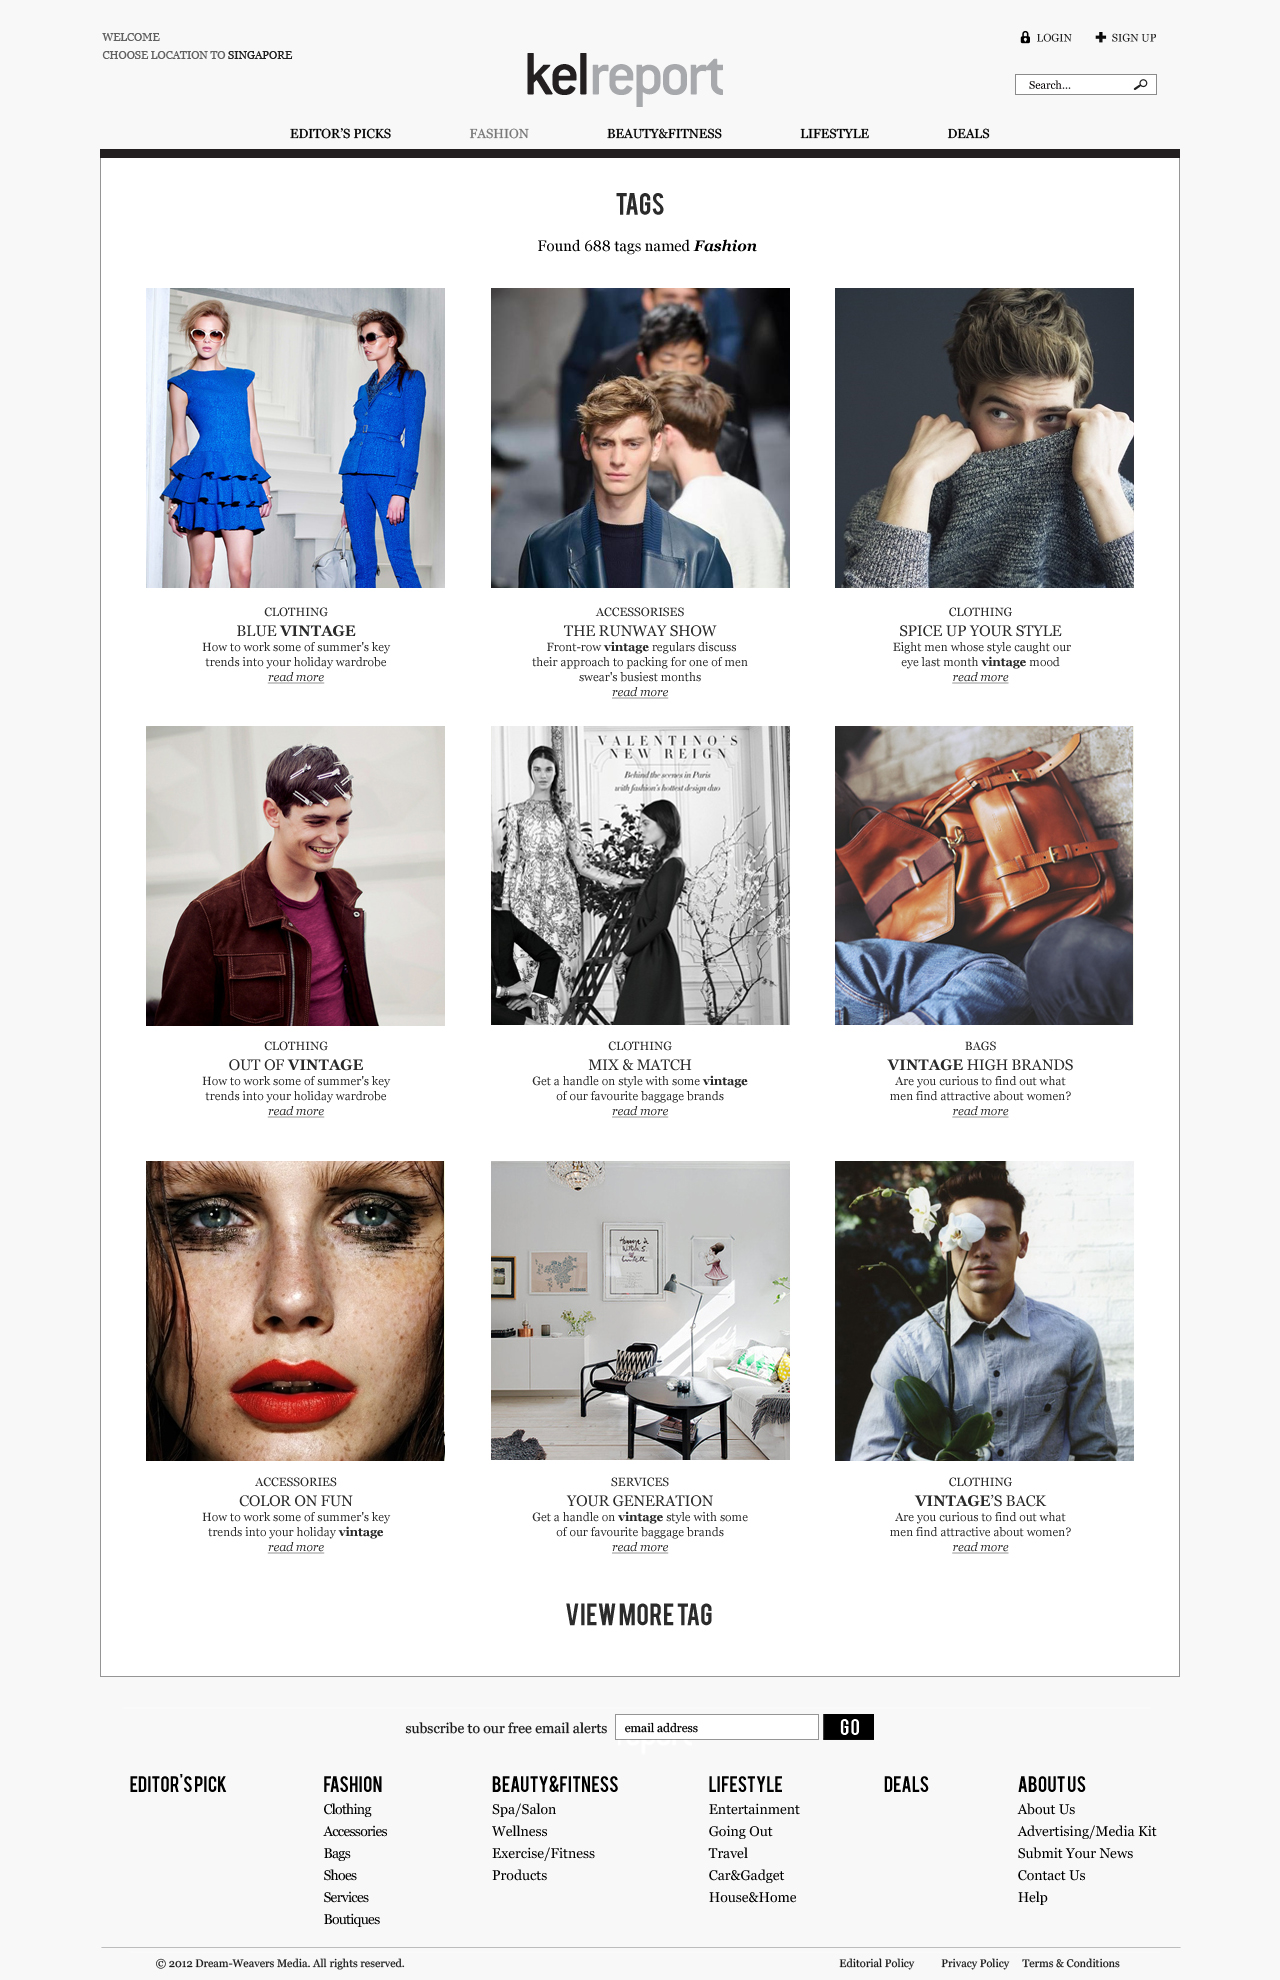 WELCOME
CHOOSE LOCATION TO SINGAPORE
LOGIN
SIGN UP
kelreport
Search...
EDITOR'S PICKS
FASHION
BEAUTY&FITNESS
LIFESTYLE
DEALS
TAGS
Found 688 tags named Fashion
CLOTHING
BLUE VINTAGE
How to work some of summer's key
trends into your holiday wardrobe
read more
ACCESSORISES
THE RUNWAY SHOW
Front-row vintage regulars discuss
their approach to packing for one of men
swear's busiest months
read more
CLOTHING
SPICE UP YOUR STYLE
Eight men whose style caught our
eye last month vintage mood
read more
VALENTINO'S
NEW REIGN
Behind the scenes in Paris
with fashion's hottest design duo
CLOTHING
OUT OF VINTAGE
How to work some of summer's key
trends into your holiday wardrobe
read more
CLOTHING
MIX & MATCH
Get a handle on style with some vintage
of our favourite baggage brands
read more
BAGS
VINTAGE HIGH BRANDS
Are you curious to find out what
men find attractive about women?
read more
ACCESSORIES
COLOR ON FUN
How to work some of summer's key
trends into your holiday vintage
read more
SERVICES
YOUR GENERATION
Get a handle on vintage style with some
of our favourite baggage brands
read more
CLOTHING
VINTAGE'S BACK
Are you curious to find out what
men find attractive about women?
read more
VIEW MORE TAG
subscribe to our free email alerts
email address
GO
report
EDITOR'S PICK
FASHION
Clothing
Accessories
Bags
Shoes
Services
Boutiques
BEAUTY&FITNESS
Spa/Salon
Wellness
Exercise/Fitness
Products
LIFESTYLE
Entertainment
Going Out
Travel
Car&Gadget
House&Home
DEALS
ABOUT US
About Us
Advertising/Media Kit
Submit Your News
Contact Us
Help
© 2012 Dream-Weavers Media. All rights reserved.
Editorial Policy
Privacy Policy
Terms & Conditions